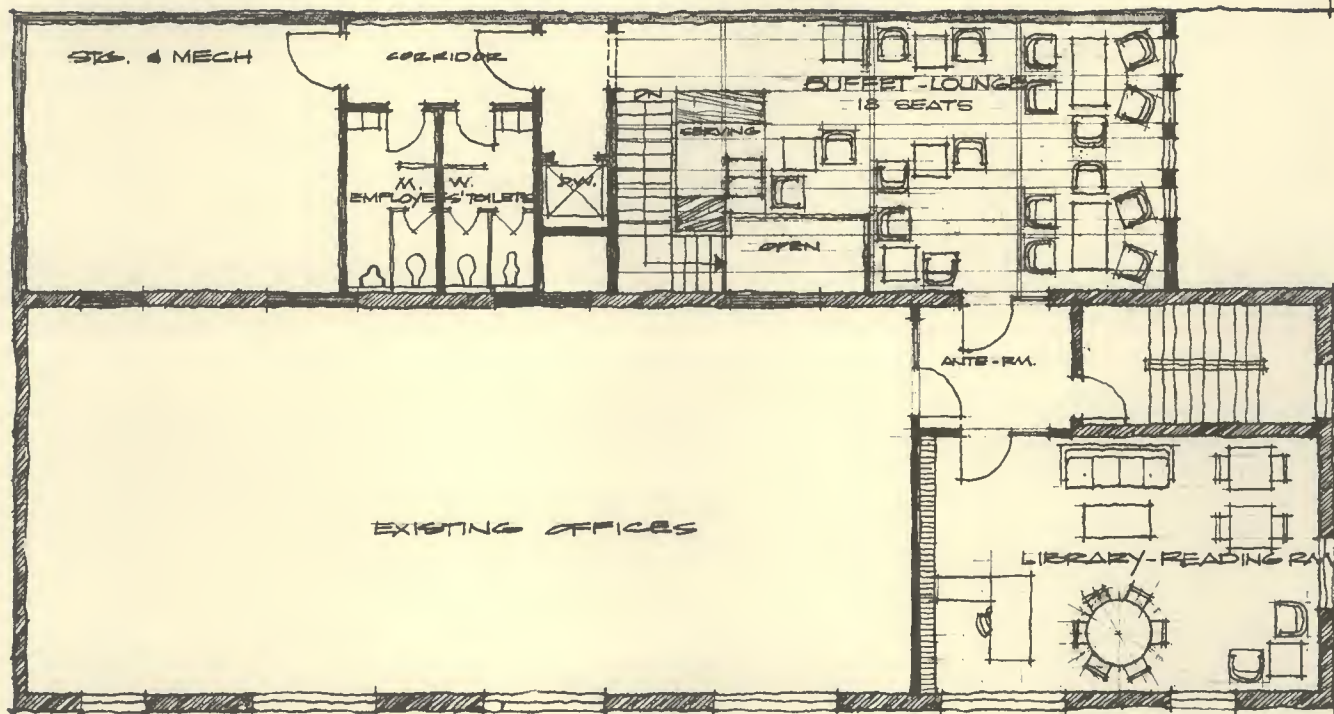 STG. & MECH
CORRIDOR
BUFFET-LOUNGE
18 SEATS
DN
SERVING
M. W.
EMPLOYEES' TOILETS
D.W.
OPEN
ANTE-RM.
EXISTING OFFICES
LIBRARY-READING RM